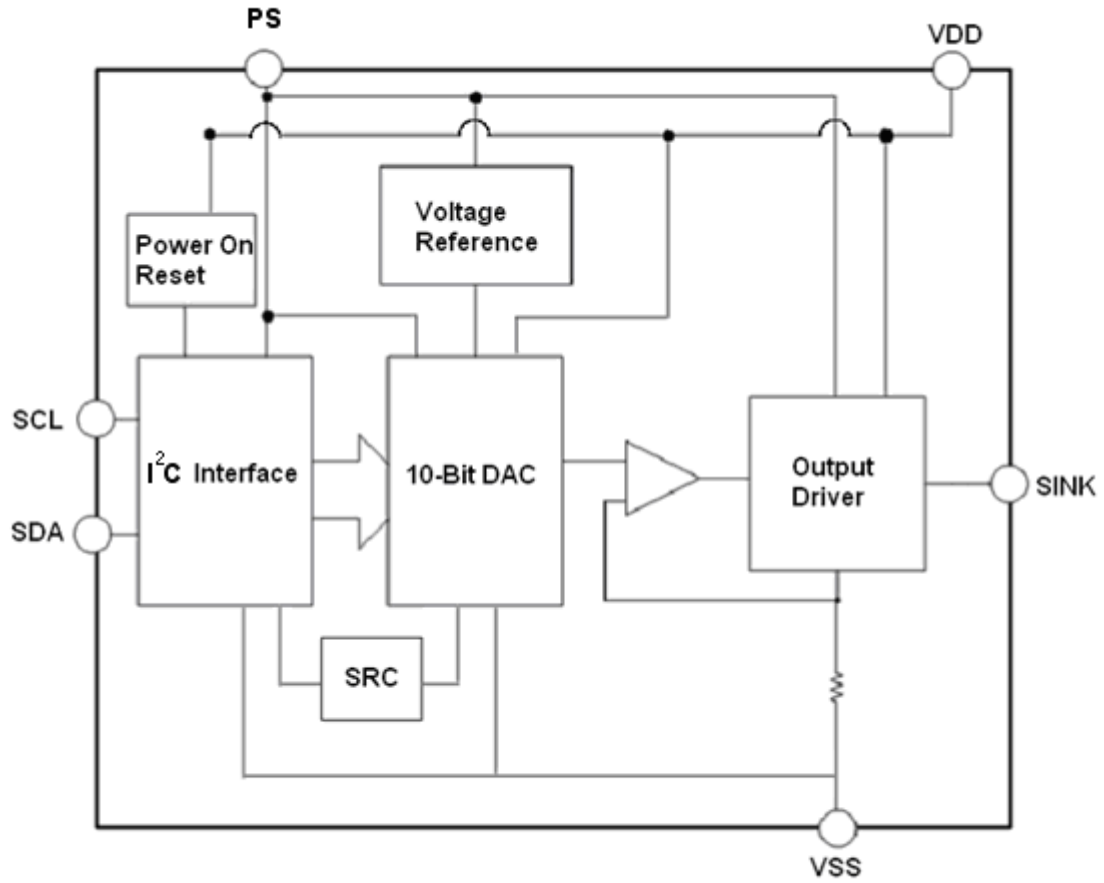 PS
VDD
Voltage
Reference
Power On
Reset
SCL
I²C Interface
10-Bit DAC
Output
Driver
SINK
SDA
SRC
VSS